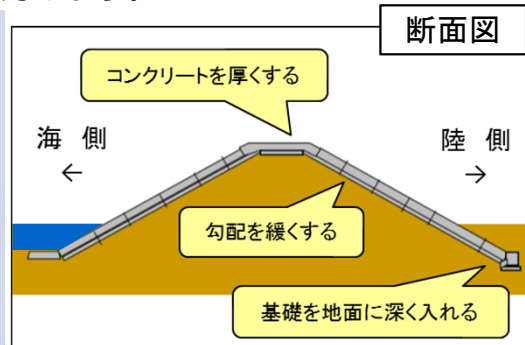 断面図
コンクリートを厚くする
海 側
←
陸 側
→
勾配を緩くする
基礎を地面に深く入れる